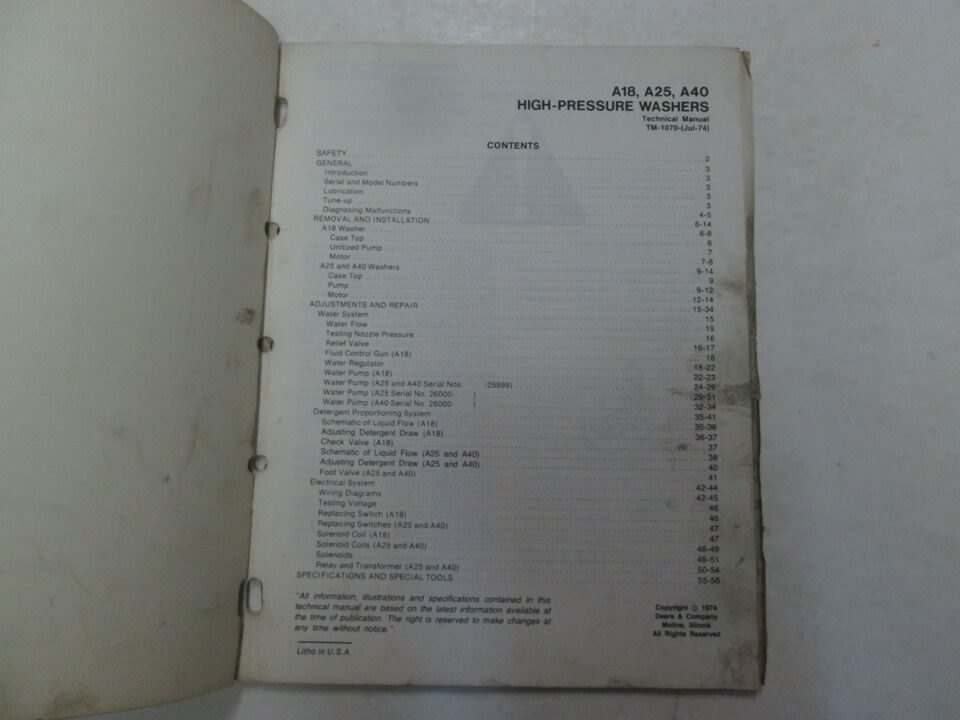 A18, A25, A40
HIGH-PRESSURE WASHERS
Technical Manual
TM-1070-(Jul-74)
CONTENTS
SAFETY 2
GENERAL 3
Introduction 3
Serial and Model Numbers 3
Lubrication 3
Tune-up 3
Diagnosing Malfunctions 4-5
REMOVAL AND INSTALLATION 6-14
A18 Washer 6-8
Case Top 6
Unitized Pump 7
Motor 7-8
A25 and A40 Washers 9-14
Case Top 9
Pump 9-12
Motor 12-14
ADJUSTMENTS AND REPAIR 15-34
Water System 15
Water Flow 15
Testing Nozzle Pressure 16
Relief Valve 16-17
Fluid Control Gun (A18) 18
Water Regulator 18-22
Water Pump (A18) 22-23
Water Pump (A25 and A40 Serial Nos. -25999) 24-28
Water Pump (A25 Serial No. 26000- ) 29-31
Water Pump (A40 Serial No. 26000- ) 32-34
Detergent Proportioning System 35-41
Schematic of Liquid Flow (A18) 35-36
Adjusting Detergent Draw (A18) 36-37
Check Valve (A18) 37
Schematic of Liquid Flow (A25 and A40) 38
Adjusting Detergent Draw (A25 and A40) 40
Foot Valve (A25 and A40) 41
Electrical System 42-44
Wiring Diagrams 42-45
Testing Voltage 46
Replacing Switch (A18) 46
Replacing Switches (A25 and A40) 47
Solenoid Coil (A18) 47
Solenoid Coils (A25 and A40) 48-49
Solenoids 49-51
Relay and Transformer (A25 and A40) 50-54
SPECIFICATIONS AND SPECIAL TOOLS 55-56
"All information, illustrations and specifications contained in this
technical manual are based on the latest information available at
the time of publication. The right is reserved to make changes at
any time without notice."
Litho in U.S.A.
Copyright © 1974
Deere & Company
Moline, Illinois
All Rights Reserved